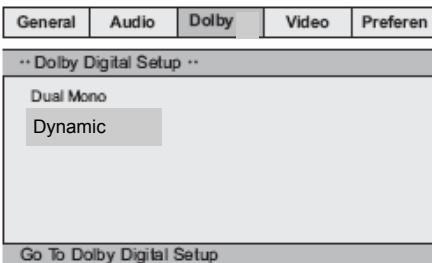 General Audio Dolby Video Preferen
·· Dolby Digital Setup ··
Dual Mono
Dynamic
Go To Dolby Digital Setup